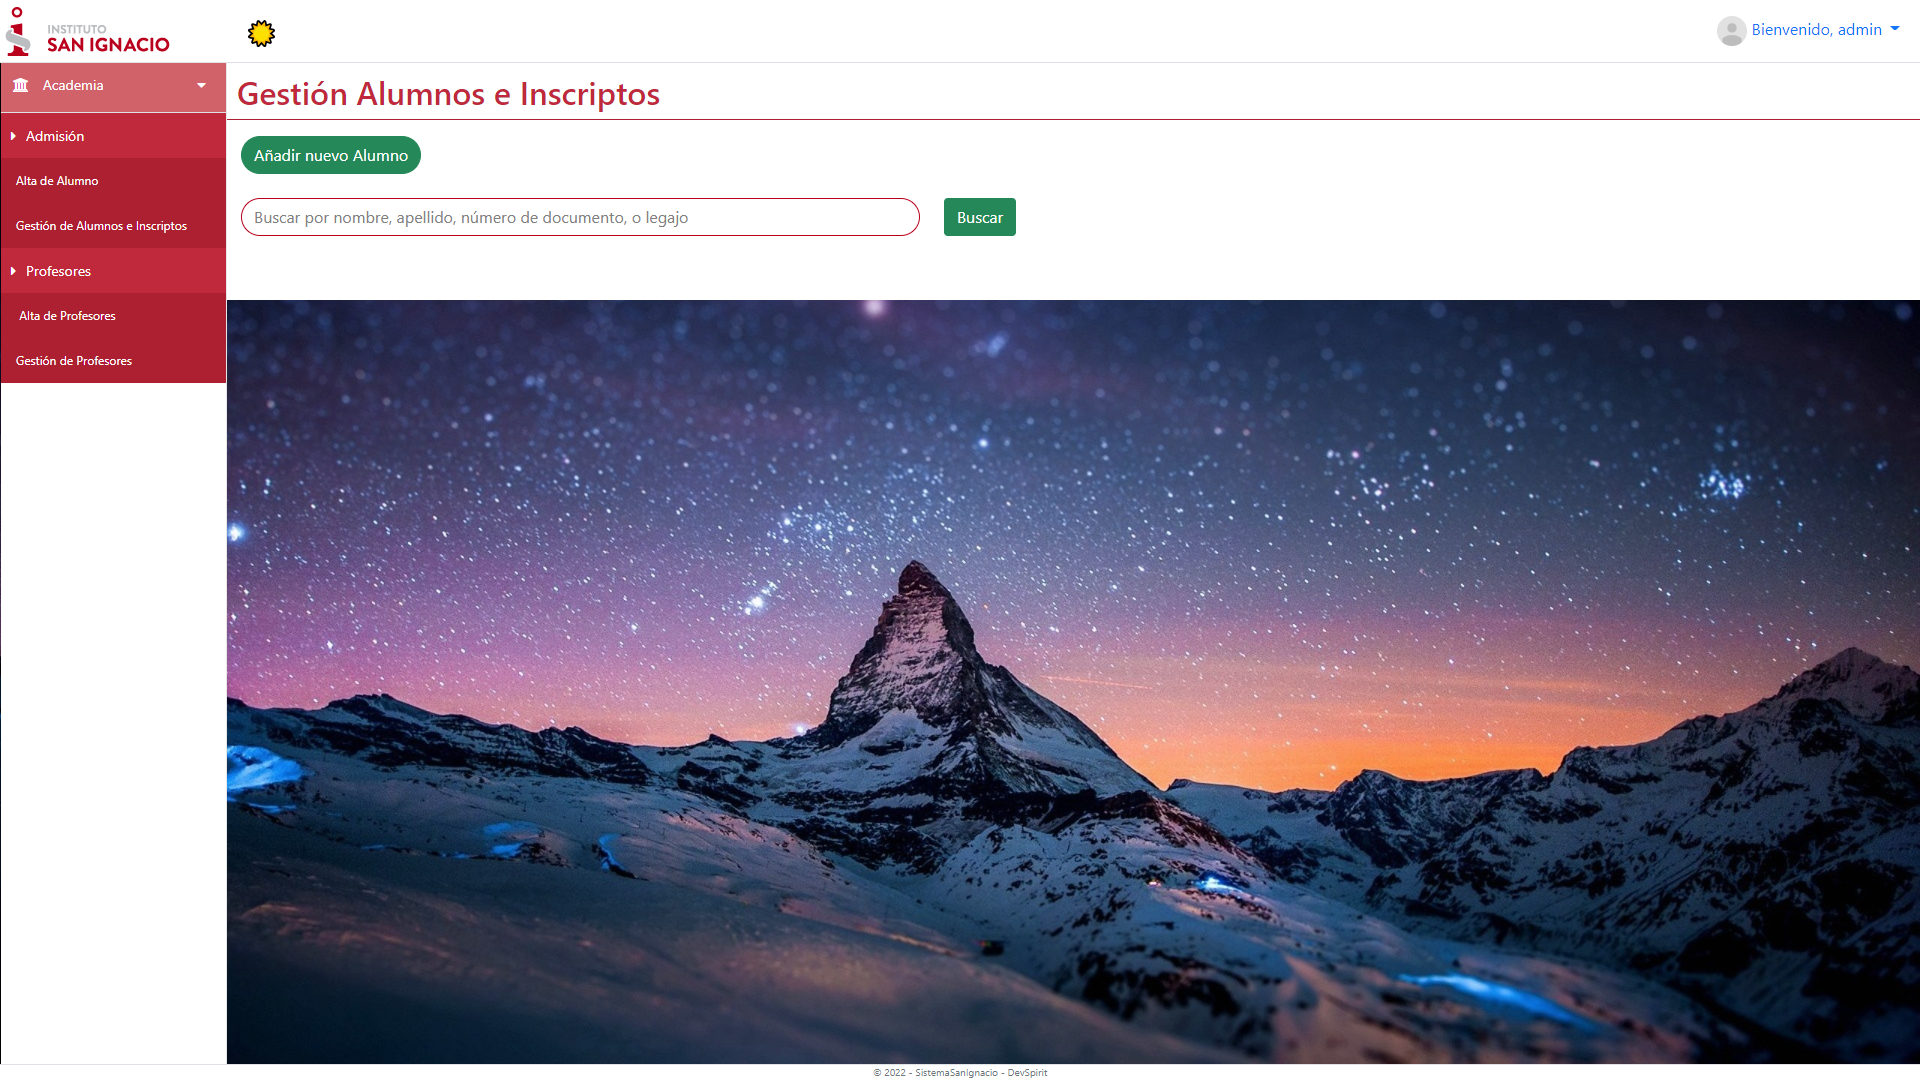 INSTITUTO
SAN IGNACIO
Bienvenido, admin
Academia
Admisión
Alta de Alumno
Gestión de Alumnos e Inscriptos
Profesores
Alta de Profesores
Gestión de Profesores
Gestión Alumnos e Inscriptos
Añadir nuevo Alumno
Buscar por nombre, apellido, número de documento, o legajo
Buscar
© 2022 - SistemaSanIgnacio - DevSpirit